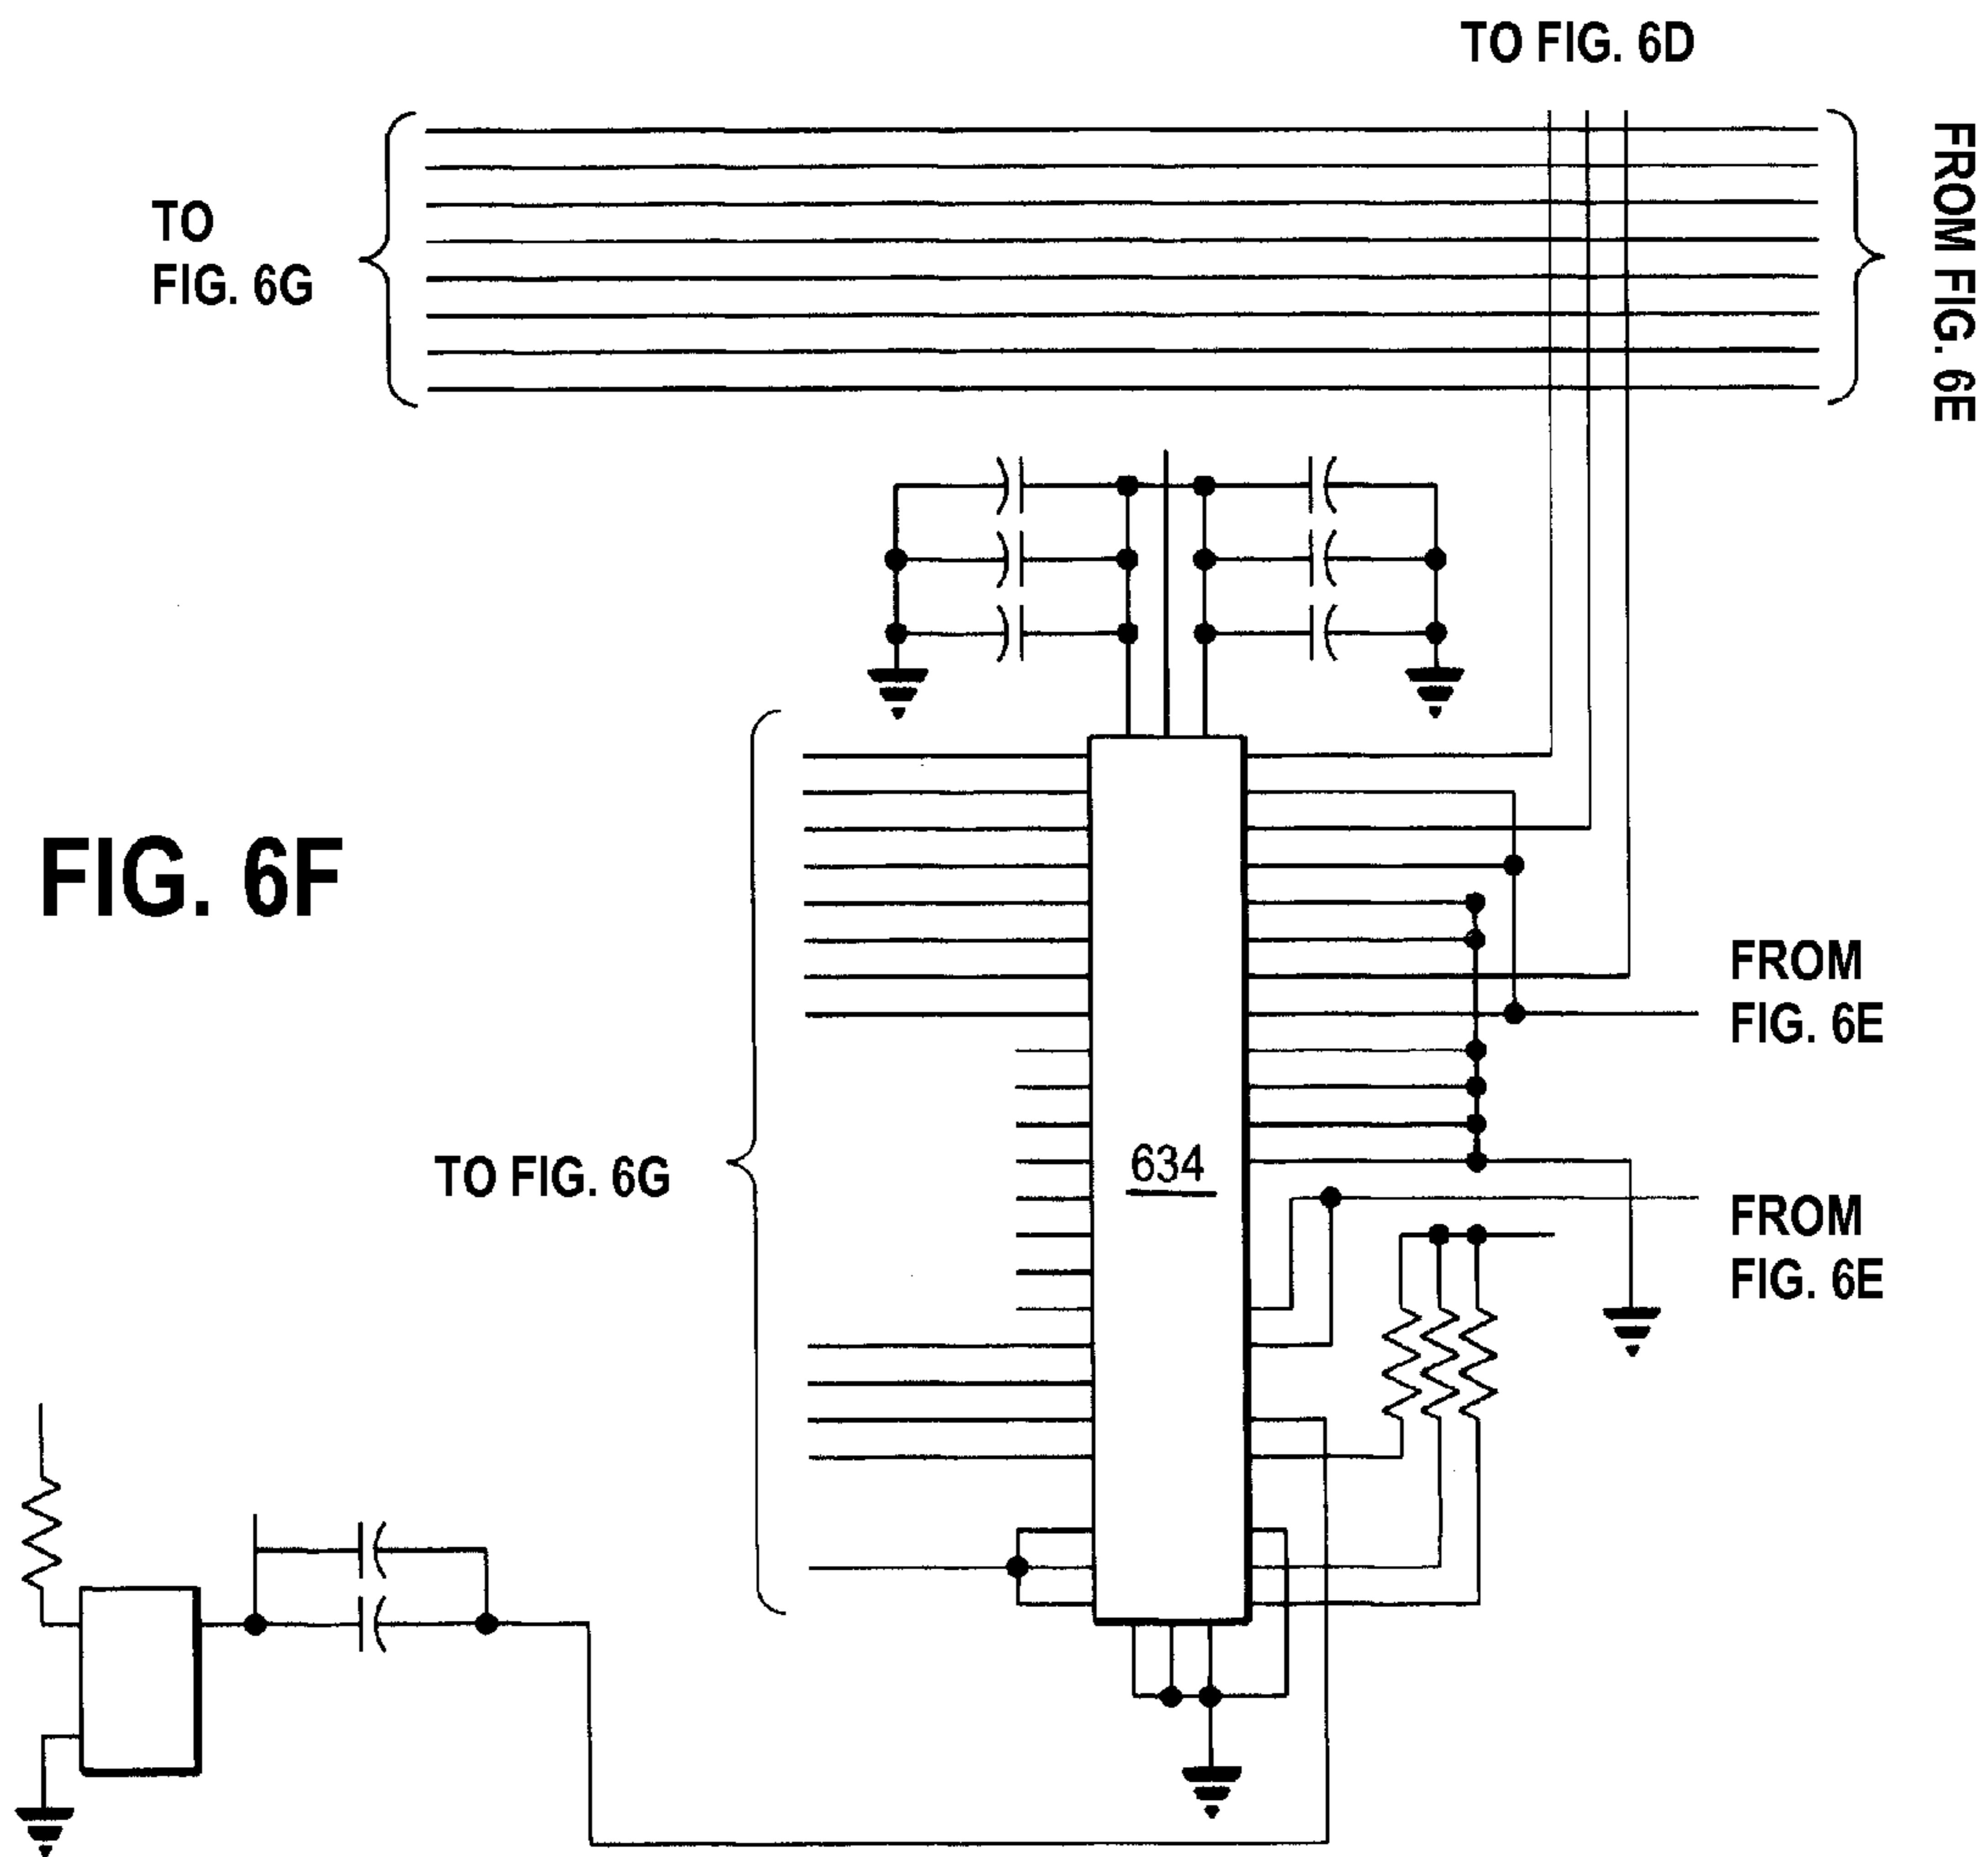 TO FIG. 6D
TO
FIG. 6G
FROM FIG. 6E
FIG. 6F
TO FIG. 6G
634
FROM
FIG. 6E
FROM
FIG. 6E